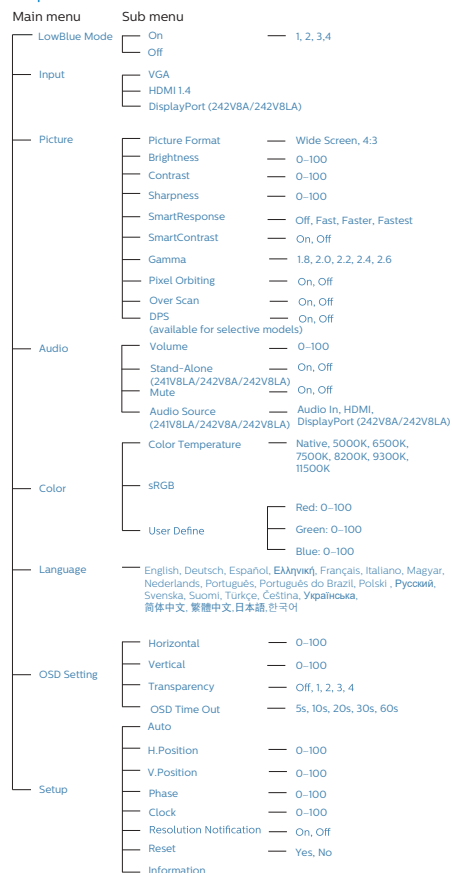 Main menu Sub menu
LowBlue Mode On 1, 2, 3,4
Off
Input VGA
HDMI 1.4
DisplayPort (242V8A/242V8LA)
Picture Picture Format Wide Screen, 4:3
Brightness 0–100
Contrast 0–100
Sharpness 0–100
SmartResponse Off, Fast, Faster, Fastest
SmartContrast On, Off
Gamma 1.8, 2.0, 2.2, 2.4, 2.6
Pixel Orbiting On, Off
Over Scan On, Off
DPS On, Off
(available for selective models)
Audio Volume 0–100
Stand-Alone On, Off
(241V8LA/242V8A/242V8LA)
Mute On, Off
Audio Source Audio In, HDMI,
(241V8LA/242V8A/242V8LA) DisplayPort (242V8A/242V8LA)
Color Temperature Native, 5000K, 6500K,
7500K, 8200K, 9300K,
11500K
Color sRGB
Red: 0–100
User Define Green: 0–100
Blue: 0–100
Language English, Deutsch, Español, Ελληνική, Français, Italiano, Magyar,
Nederlands, Português, Português do Brazil, Polski , Русский,
Svenska, Suomi, Türkçe, Čeština, Українська,
简体中文, 繁體中文,日本語,한국어
Horizontal 0–100
Vertical 0–100
OSD Setting Transparency Off, 1, 2, 3, 4
OSD Time Out 5s, 10s, 20s, 30s, 60s
Auto
H.Position 0–100
V.Position 0–100
Setup Phase 0–100
Clock 0–100
Resolution Notification On, Off
Reset Yes, No
Information